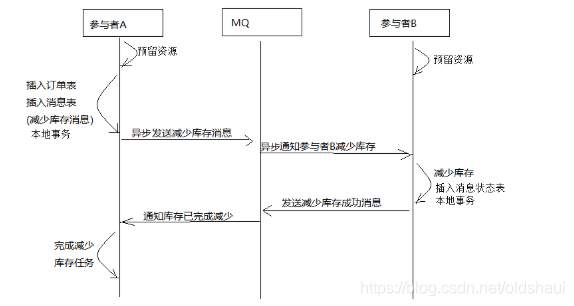 参与者A
MQ
参与者B
预留资源
预留资源
插入订单表
插入消息表
(减少库存消息)
本地事务
异步发送减少库存消息
异步通知参与者B减少库存
减少库存
插入消息状态表
本地事务
发送减少库存成功消息
通知库存已完成减少
完成减少
库存任务
https://blog.csdn.net/oldshaui